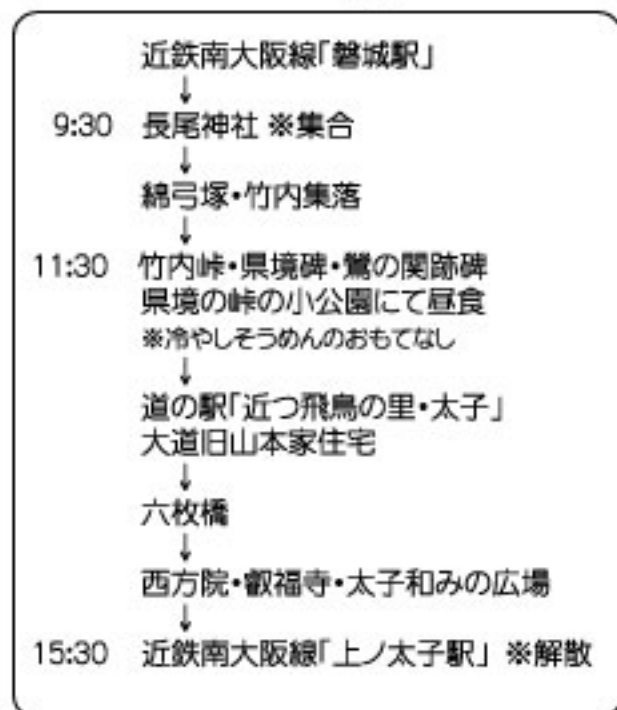 近鉄南大阪線「磐城駅」
↓
9:30 長尾神社 ※集合
↓
綿弓塚・竹内集落
↓
11:30 竹内峠・県境碑・鶯の関跡碑
県境の峠の小公園にて昼食
※冷やしそうめんのおもてなし
↓
道の駅「近つ飛鳥の里・太子」
大道旧山本家住宅
↓
六枚橋
↓
西方院・叡福寺・太子和みの広場
↓
15:30 近鉄南大阪線「上ノ太子駅」 ※解散